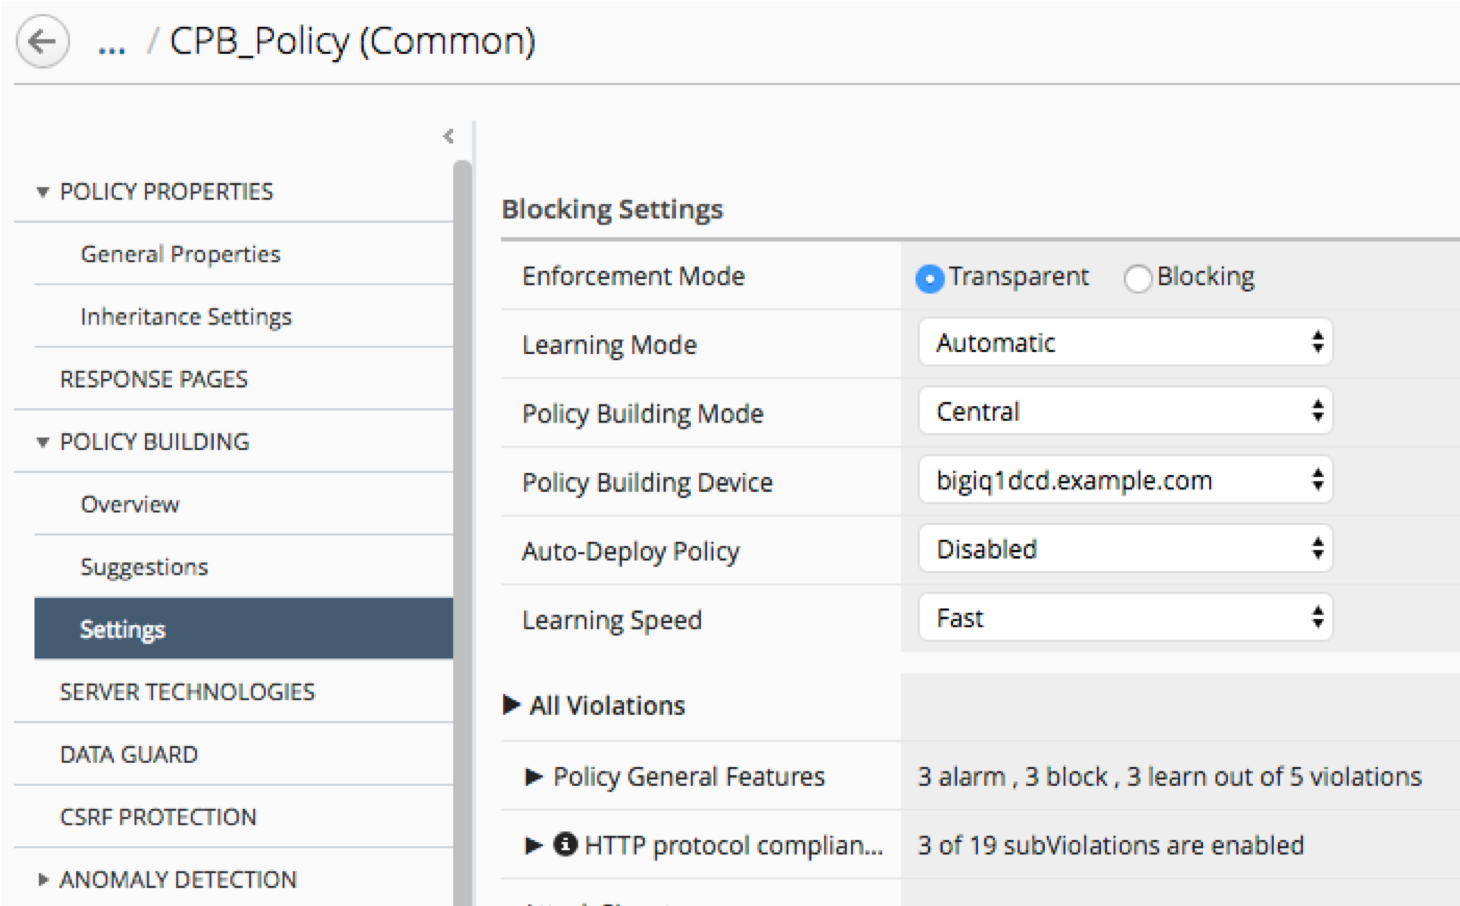 ... / CPB_Policy (Common)
POLICY PROPERTIES
General Properties
Inheritance Settings
RESPONSE PAGES
POLICY BUILDING
Overview
Suggestions
Settings
SERVER TECHNOLOGIES
DATA GUARD
CSRF PROTECTION
ANOMALY DETECTION
Blocking Settings
Enforcement Mode Transparent Blocking
Learning Mode Automatic
Policy Building Mode Central
Policy Building Device bigiq1dcd.example.com
Auto-Deploy Policy Disabled
Learning Speed Fast
All Violations
Policy General Features 3 alarm , 3 block , 3 learn out of 5 violations
HTTP protocol complian... 3 of 19 subViolations are enabled